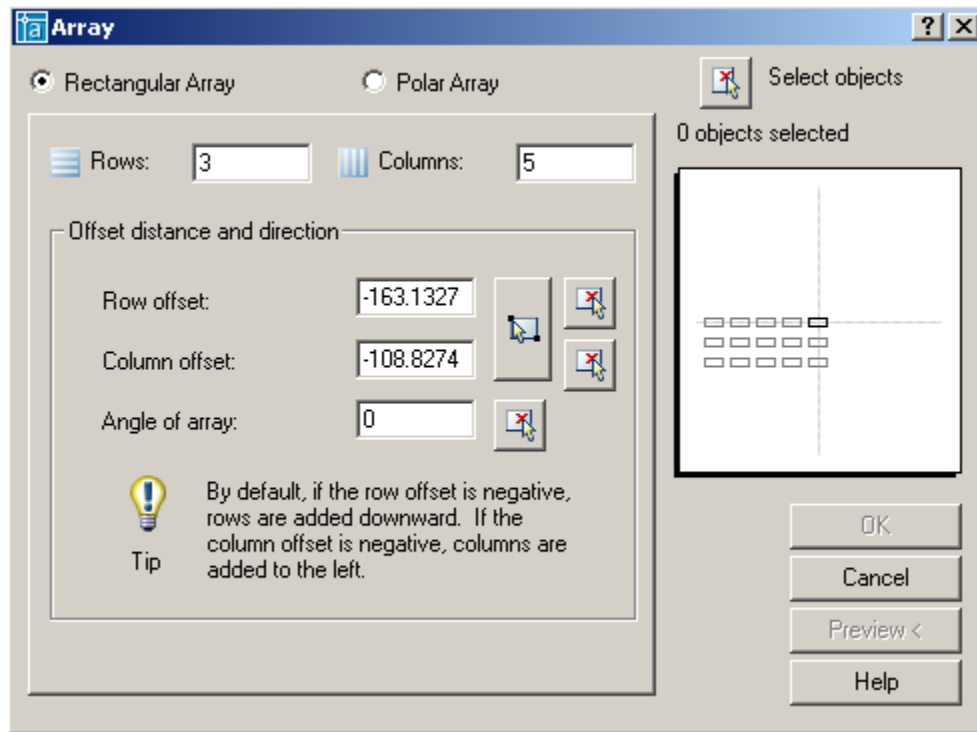 Array
Rectangular Array
Polar Array
Select objects
0 objects selected
Rows: 3
Columns: 5
Offset distance and direction
Row offset: -163.1327
Column offset: -108.8274
Angle of array: 0
Tip
By default, if the row offset is negative,
rows are added downward. If the
column offset is negative, columns are
added to the left.
OK
Cancel
Preview <
Help